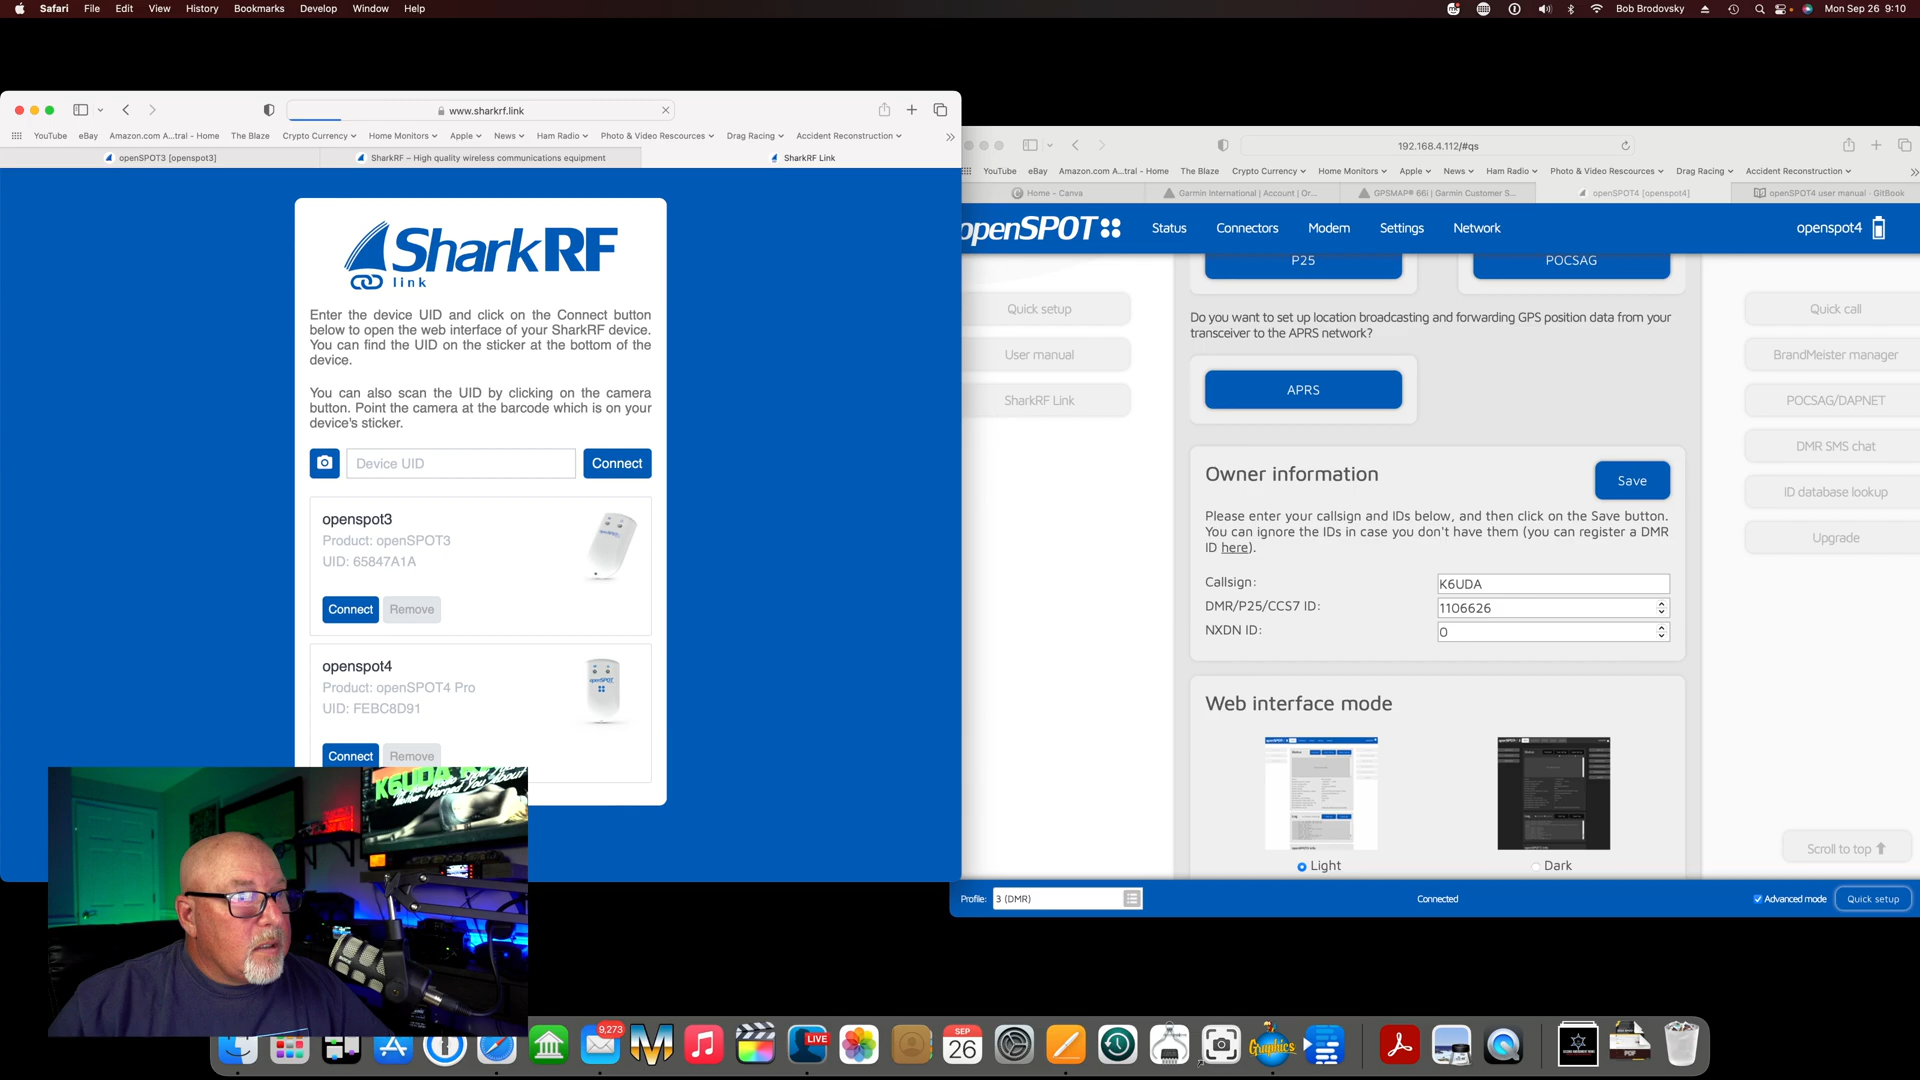 Safari File Edit View History Bookmarks Develop Window Help
Bob Brodovsky Mon Sep 26 9:10
www.sharkrf.link
YouTube eBay Amazon.com A...tral - Home The Blaze Crypto Currency Home Monitors Apple News Ham Radio Photo & Video Rescources Drag Racing Accident Reconstruction
openSPOT3 [openspot3] SharkRF – High quality wireless communications equipment SharkRF Link
SharkRF
link
Enter the device UID and click on the Connect button
below to open the web interface of your SharkRF device.
You can find the UID on the sticker at the bottom of the
device.
You can also scan the UID by clicking on the camera
button. Point the camera at the barcode which is on your
device's sticker.
Device UID Connect
openspot3
Product: openSPOT3
UID: 65847A1A
Connect Remove
openspot4
Product: openSPOT4 Pro
UID: FEBC8D91
Connect Remove
192.168.4.112/#qs
YouTube eBay Amazon.com A...tral - Home The Blaze Crypto Currency Home Monitors Apple News Ham Radio Photo & Video Rescources Drag Racing Accident Reconstruction
Home - Canva Garmin International | Account | Or... GPSMAP® 66i | Garmin Customer S... openSPOT4 [openspot4] openSPOT4 user manual - GitBook
openSPOT Status Connectors Modem Settings Network openspot4
P25 POCSAG
Quick setup
User manual
SharkRF Link
Do you want to set up location broadcasting and forwarding GPS position data from your
transceiver to the APRS network?
APRS
Owner information
Save
Please enter your callsign and IDs below, and then click on the Save button.
You can ignore the IDs in case you don't have them (you can register a DMR
ID here).
Callsign: K6UDA
DMR/P25/CCS7 ID: 1106626
NXDN ID: 0
Web interface mode
Light Dark
Quick call
BrandMeister manager
POCSAG/DAPNET
DMR SMS chat
ID database lookup
Upgrade
Scroll to top
Profile: 3 (DMR) Connected Advanced mode Quick setup
K6UDA
Mother Warned You About
9,273
LIVE
SEP
26
Graphics
PDF